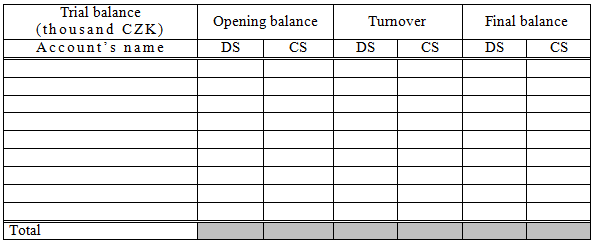 Trial balance Opening balance Turnover Final balance
(thousand CZK)
Account's name DS CS DS CS DS CS
Total